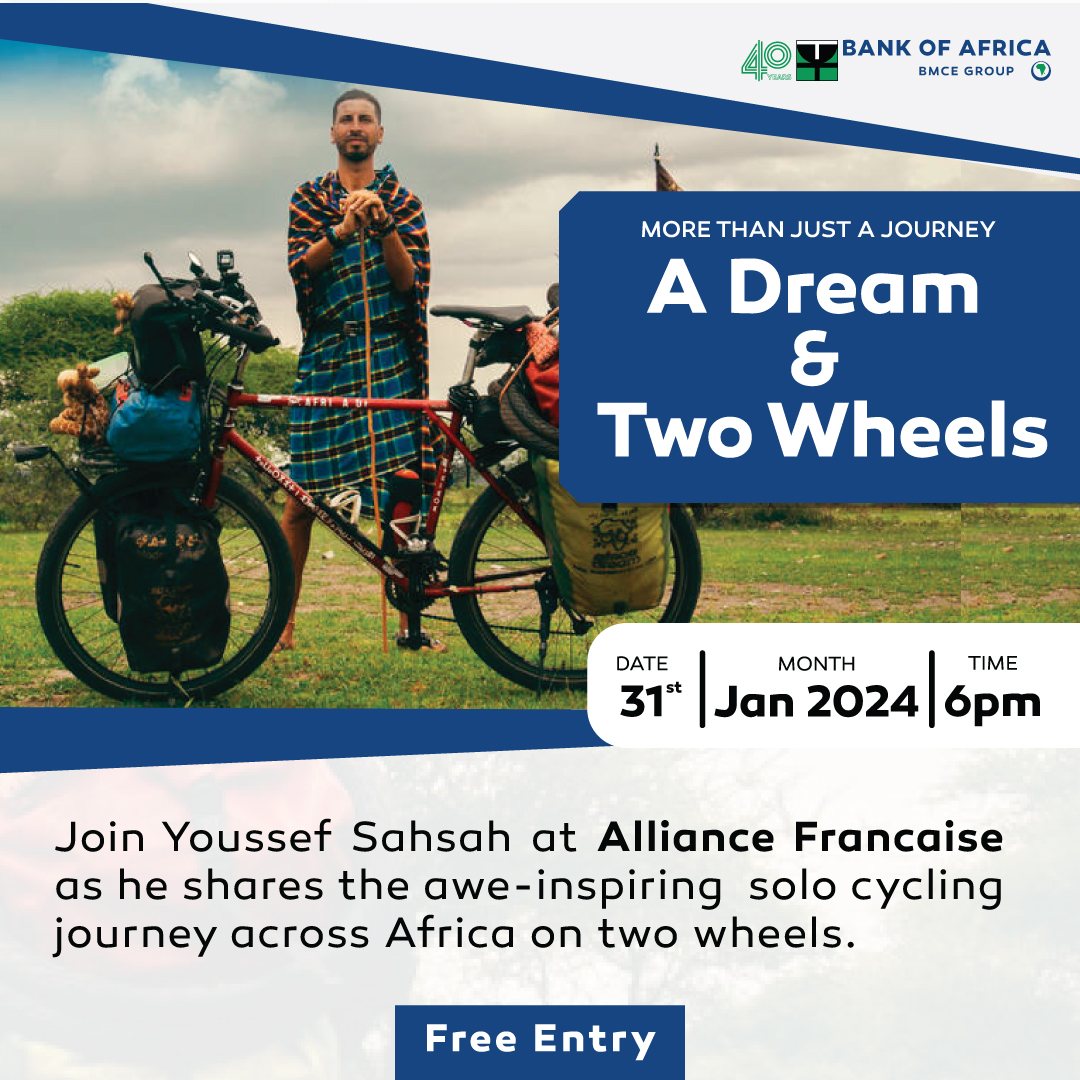 40 YEARS
BANK OF AFRICA
BMCE GROUP
MORE THAN JUST A JOURNEY
A Dream
&
Two Wheels
DATE
31st
MONTH
Jan 2024
TIME
6pm
Join Youssef Sahsah at Alliance Francaise
as he shares the awe-inspiring solo cycling
journey across Africa on two wheels.
Free Entry